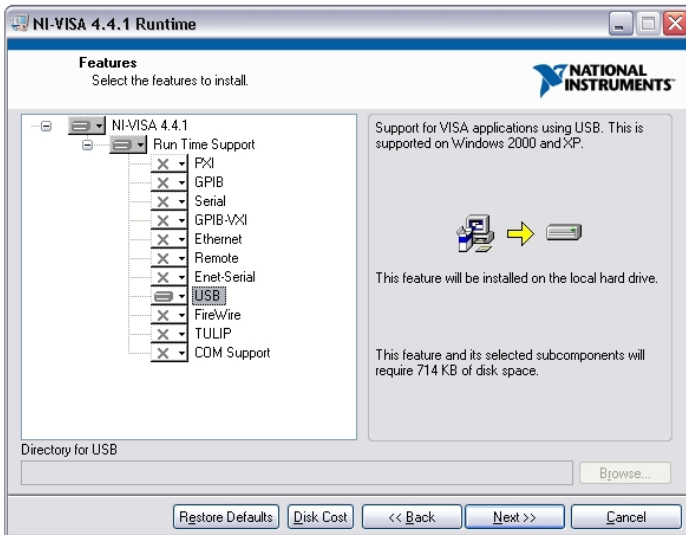 NI-VISA 4.4.1 Runtime
Features
Select the features to install.
NATIONAL
INSTRUMENTS
NI-VISA 4.4.1
Run Time Support
PXI
GPIB
Serial
GPIB-VXI
Ethernet
Remote
Enet-Serial
USB
FireWire
TULIP
COM Support
Support for VISA applications using USB. This is
supported on Windows 2000 and XP.
This feature will be installed on the local hard drive.
This feature and its selected subcomponents will
require 714 KB of disk space.
Directory for USB
Browse...
Restore Defaults
Disk Cost
<< Back
Next >>
Cancel